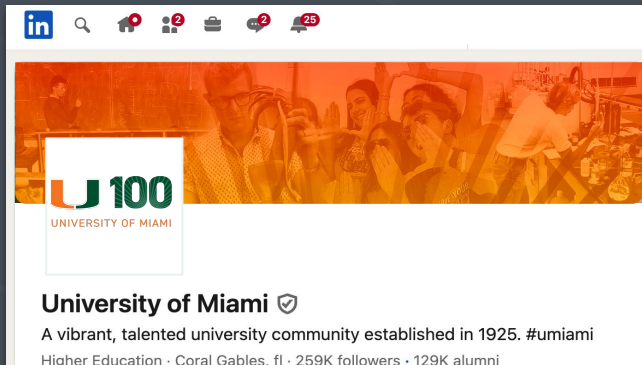 in
2
2
25
U 100
UNIVERSITY OF MIAMI
University of Miami
A vibrant, talented university community established in 1925. #umiami
Higher Education · Coral Gables, fl · 259K followers • 129K alumni